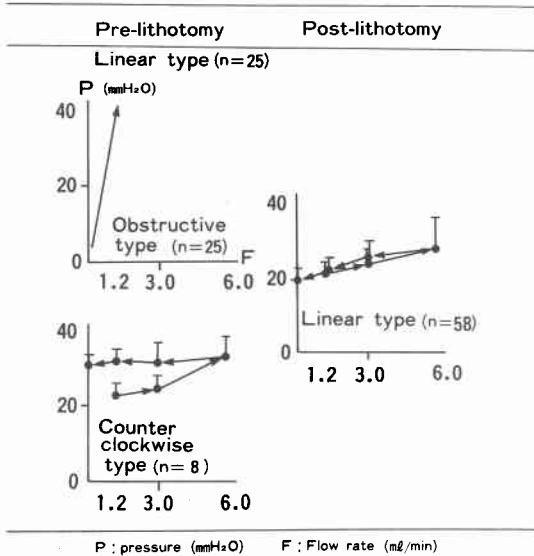 Pre-lithotomy Post-lithotomy
Linear type (n=25)
P (mmH₂O)
40
20
0
Obstructive
type (n=25)
F
1.2 3.0 6.0
40
20
0
Linear type (n=58)
1.2 3.0 6.0
40
20
0
Counter
clockwise
type (n= 8)
1.2 3.0 6.0
P : pressure (mmH₂O) F : Flow rate (mℓ/min)